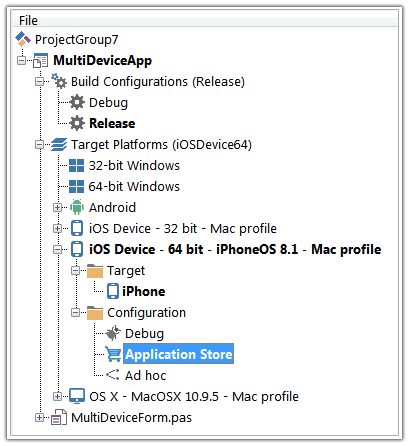 File
ProjectGroup7
MultiDeviceApp
Build Configurations (Release)
Debug
Release
Target Platforms (iOSDevice64)
32-bit Windows
64-bit Windows
Android
iOS Device - 32 bit - Mac profile
iOS Device - 64 bit - iPhoneOS 8.1 - Mac profile
Target
iPhone
Configuration
Debug
Application Store
Ad hoc
OS X - MacOSX 10.9.5 - Mac profile
MultiDeviceForm.pas